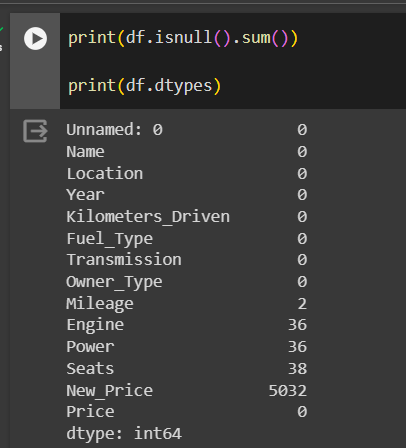 print(df.isnull().sum())
print(df.dtypes)
Unnamed: 0 0
Name 0
Location 0
Year 0
Kilometers_Driven 0
Fuel_Type 0
Transmission 0
Owner_Type 0
Mileage 2
Engine 36
Power 36
Seats 38
New_Price 5032
Price 0
dtype: int64